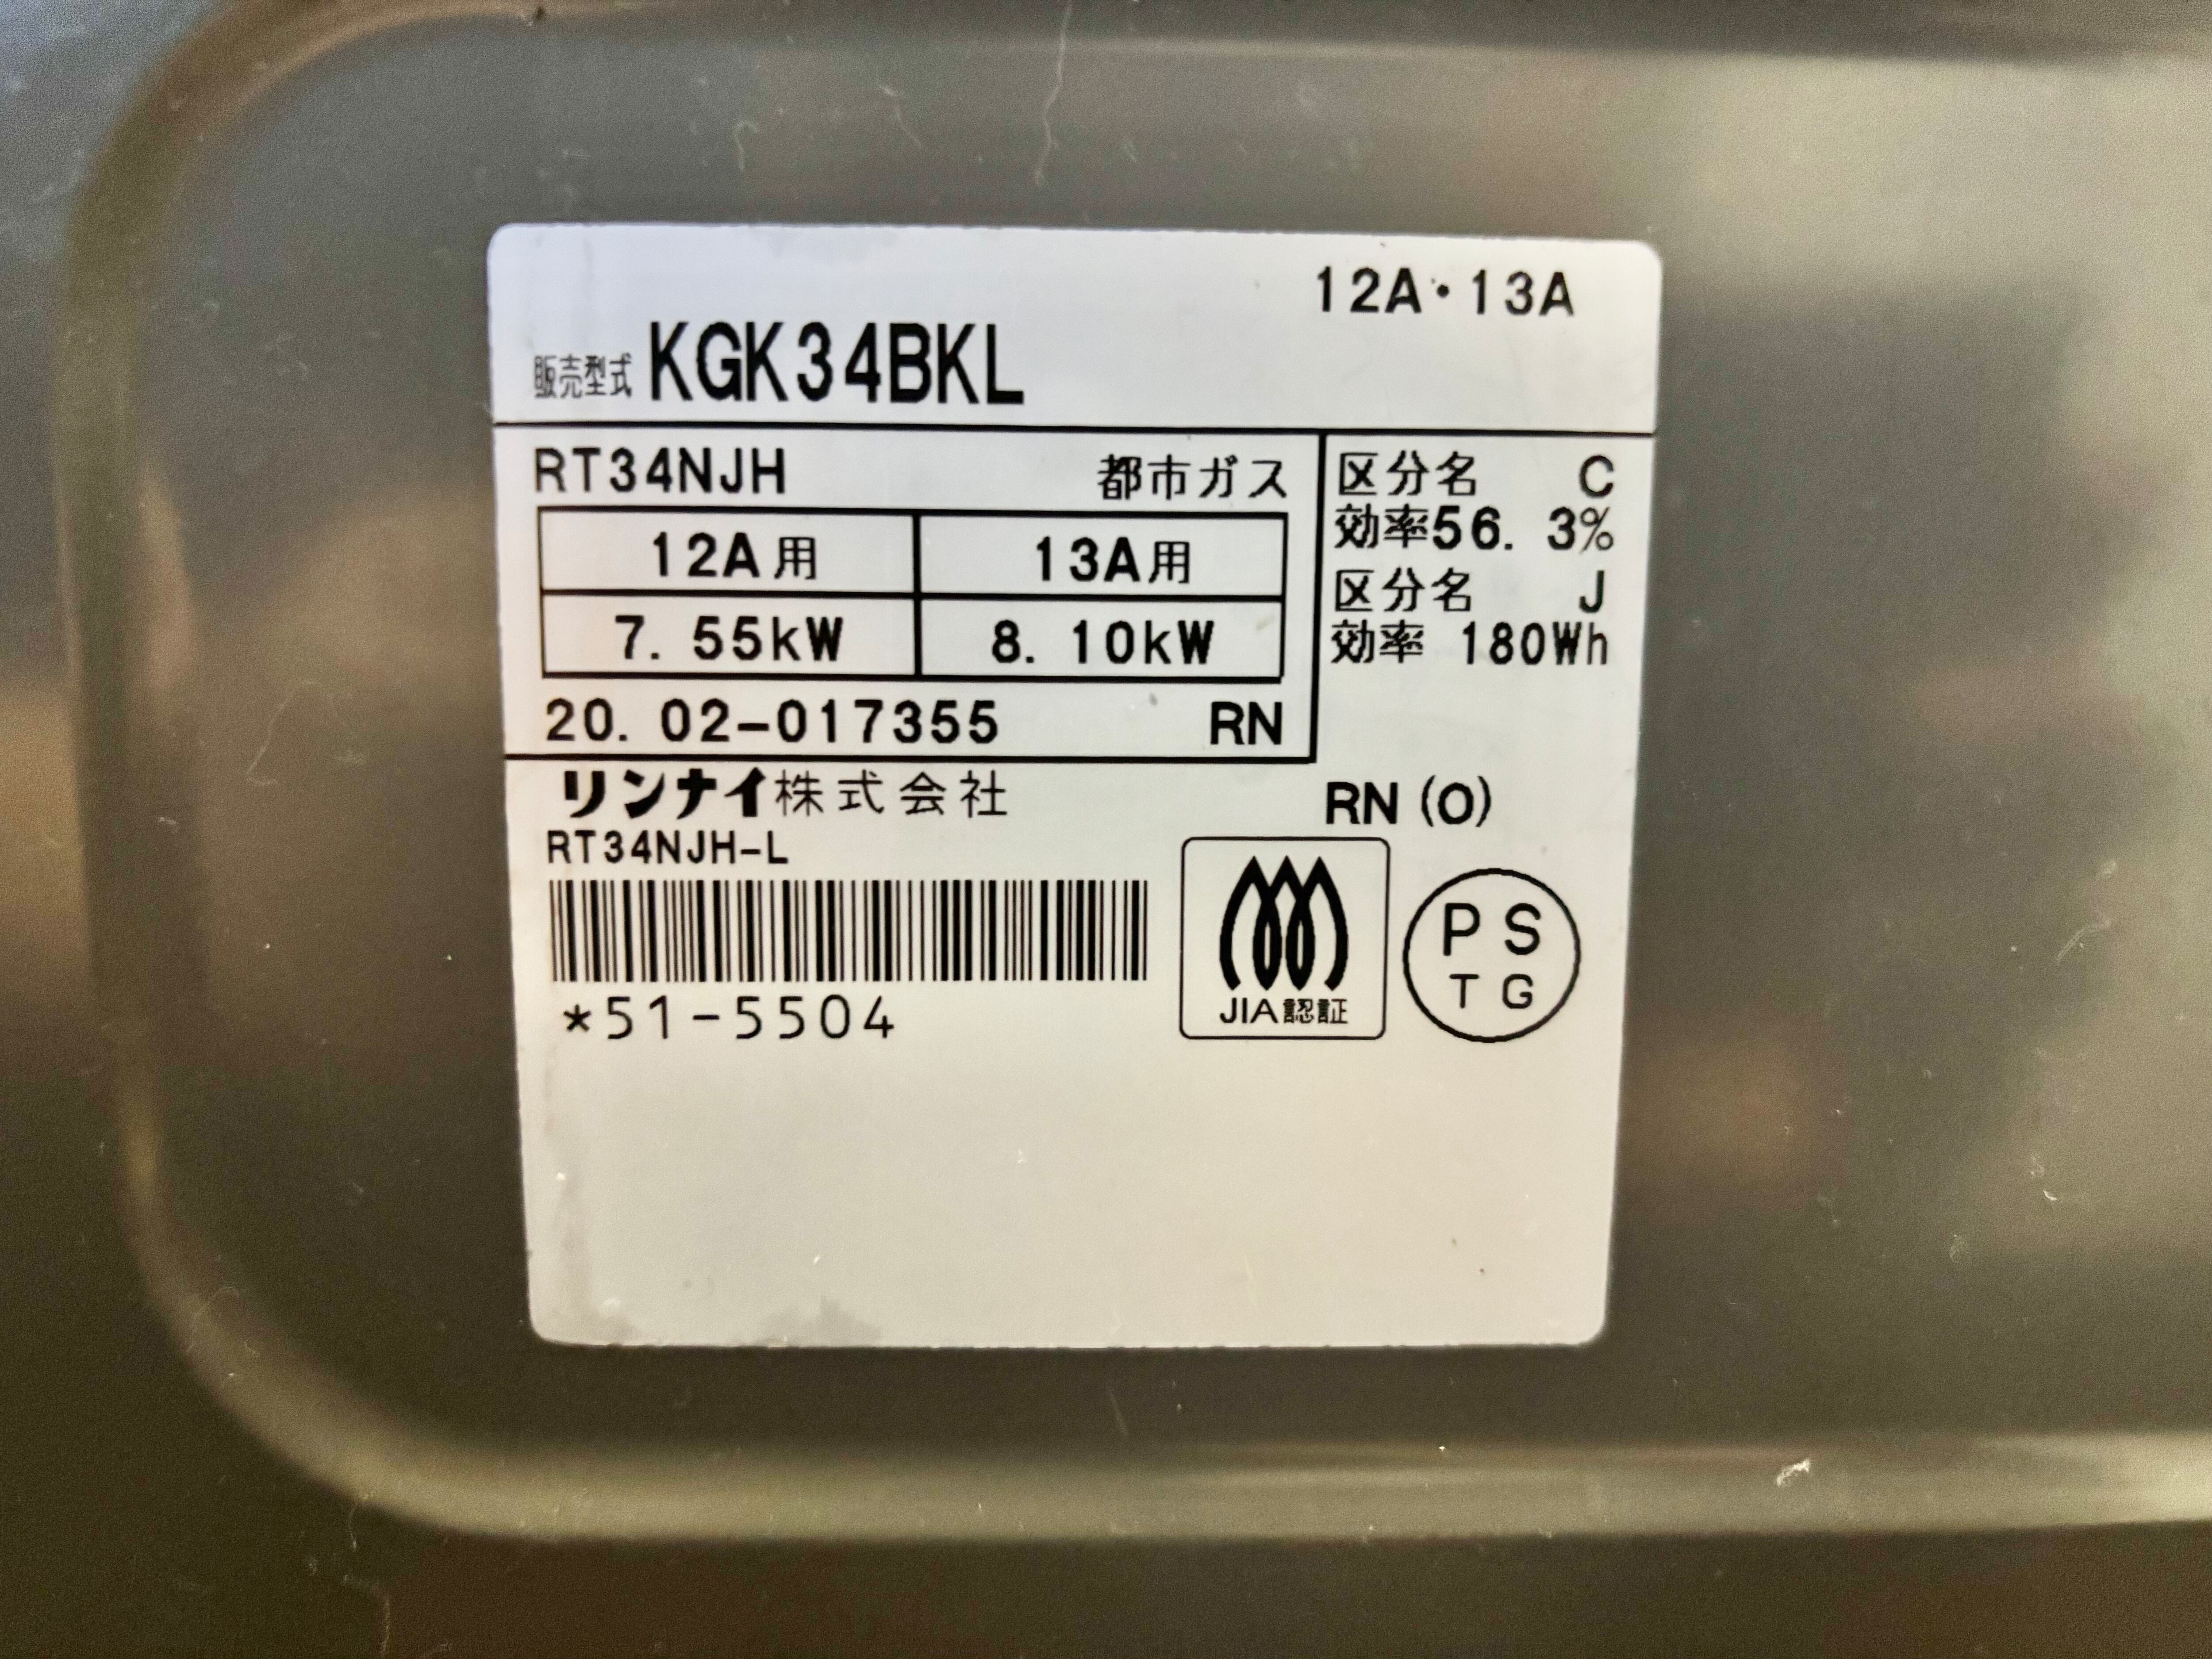 12A・13A
販売型式 KGK34BKL
RT34NJH 都市ガス
12A用 13A用
7.55kW 8.10kW
20.02-017355 RN
区分名 C
効率56.3%
区分名 J
効率 180Wh
リンナイ株式会社
RN(O)
RT34NJH-L
*51-5504
JIA認証
PS
TG